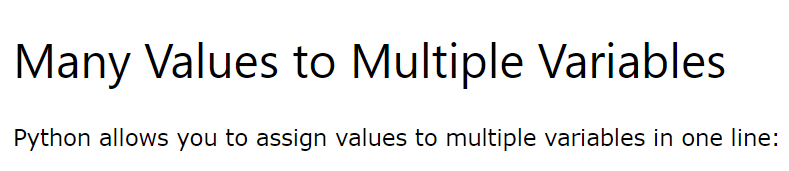 Many Values to Multiple Variables
Python allows you to assign values to multiple variables in one line: